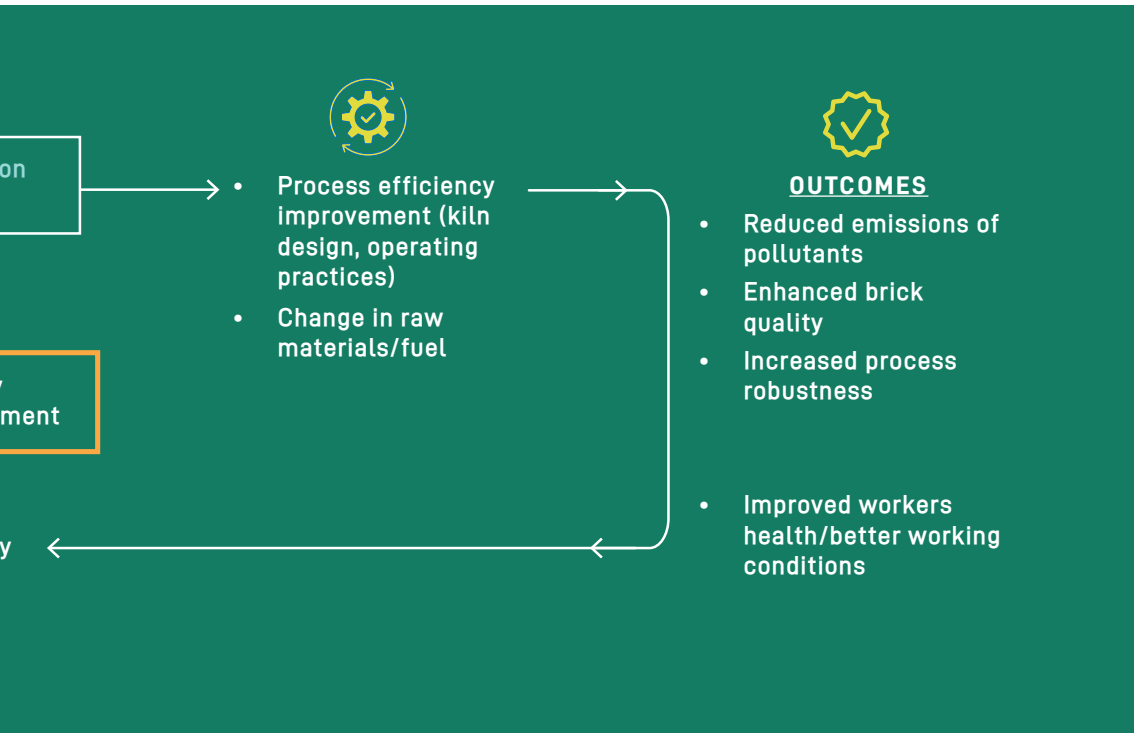 on
ment
y
• Process efficiency
improvement (kiln
design, operating
practices)
• Change in raw
materials/fuel
OUTCOMES
• Reduced emissions of
pollutants
• Enhanced brick
quality
• Increased process
robustness
• Improved workers
health/better working
conditions